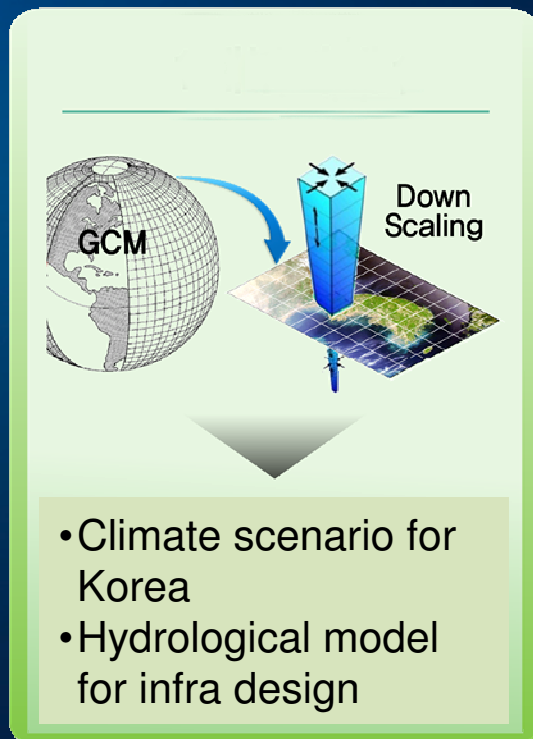 GCM
Down
Scaling
•Climate scenario for
Korea
•Hydrological model
for infra design